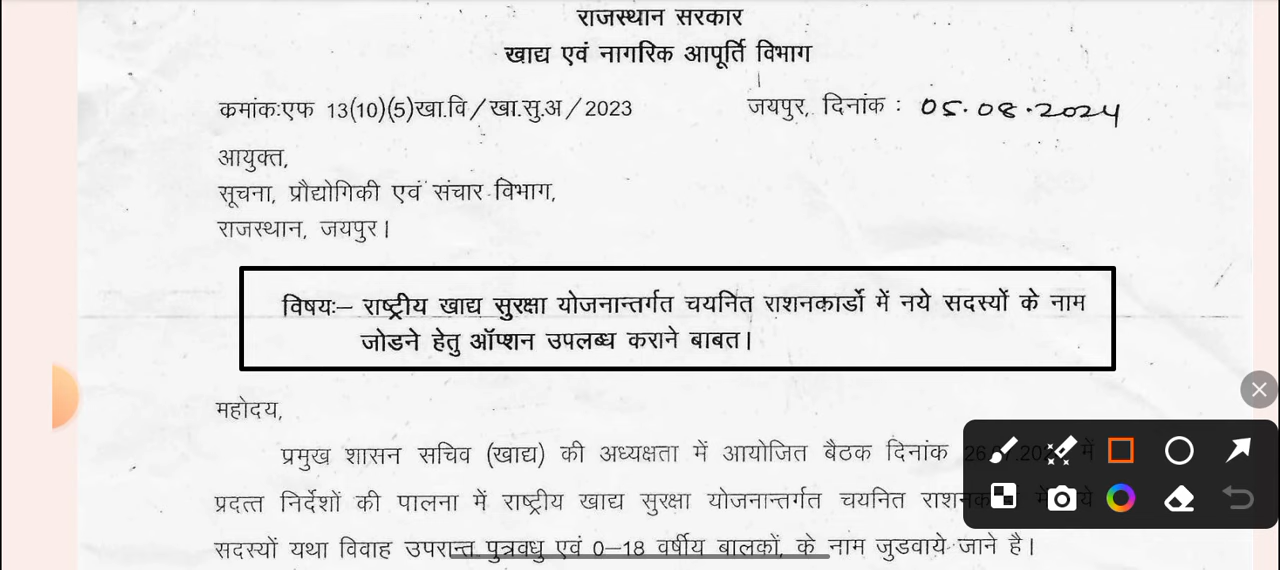 राजस्थान सरकार
खाद्य एवं नागरिक आपूर्ति विभाग
कमांक:एफ 13(10)(5)खा.वि/खा.सु.अ/2023 जयपुर, दिनांक : 05.08.2024
आयुक्त,
सूचना, प्रौद्योगिकी एवं संचार विभाग,
राजस्थान, जयपुर।
विषयः– राष्ट्रीय खाद्य सुरक्षा योजनान्तर्गत चयनित राशनकार्डो में नये सदस्यों के नाम
जोडने हेतु ऑप्शन उपलब्ध कराने बाबत।
महोदय,
प्रमुख शासन सचिव (खाद्य) की अध्यक्षता में आयोजित बैठक दिनांक में
प्रदत्त निर्देशों की पालना में राष्ट्रीय खाद्य सुरक्षा योजनान्तर्गत चयनित
सदस्यों यथा विवाह उपरान्त पुत्रवधु एवं 0–18 वर्षीय बालकों, के नाम जुडवाये जाने है।